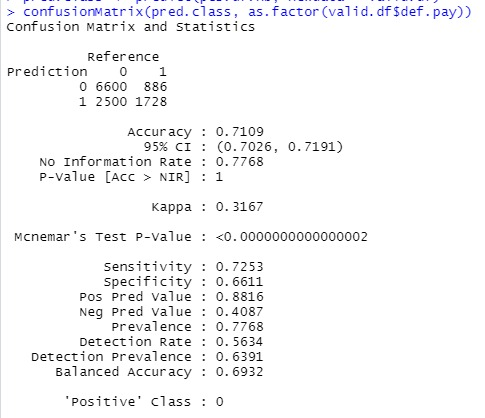 > confusionMatrix(pred.class, as.factor(valid.df$def.pay))
Confusion Matrix and Statistics
Reference
Prediction 0 1
0 6600 886
1 2500 1728
Accuracy : 0.7109
95% CI : (0.7026, 0.7191)
No Information Rate : 0.7768
P-Value [Acc > NIR] : 1
Kappa : 0.3167
Mcnemar's Test P-Value : <0.0000000000000002
Sensitivity : 0.7253
Specificity : 0.6611
Pos Pred Value : 0.8816
Neg Pred Value : 0.4087
Prevalence : 0.7768
Detection Rate : 0.5634
Detection Prevalence : 0.6391
Balanced Accuracy : 0.6932
'Positive' Class : 0